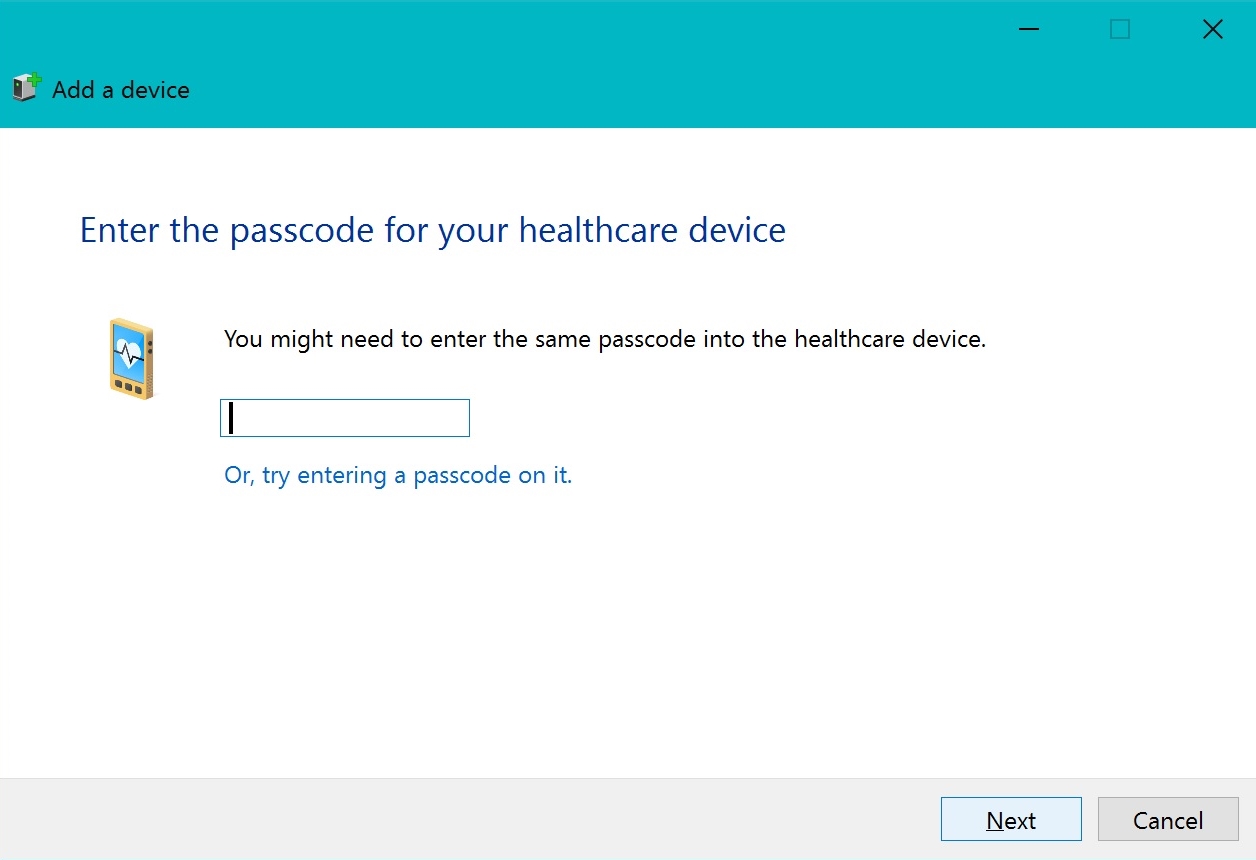 Add a device
Enter the passcode for your healthcare device
You might need to enter the same passcode into the healthcare device.
Or, try entering a passcode on it.
Next
Cancel